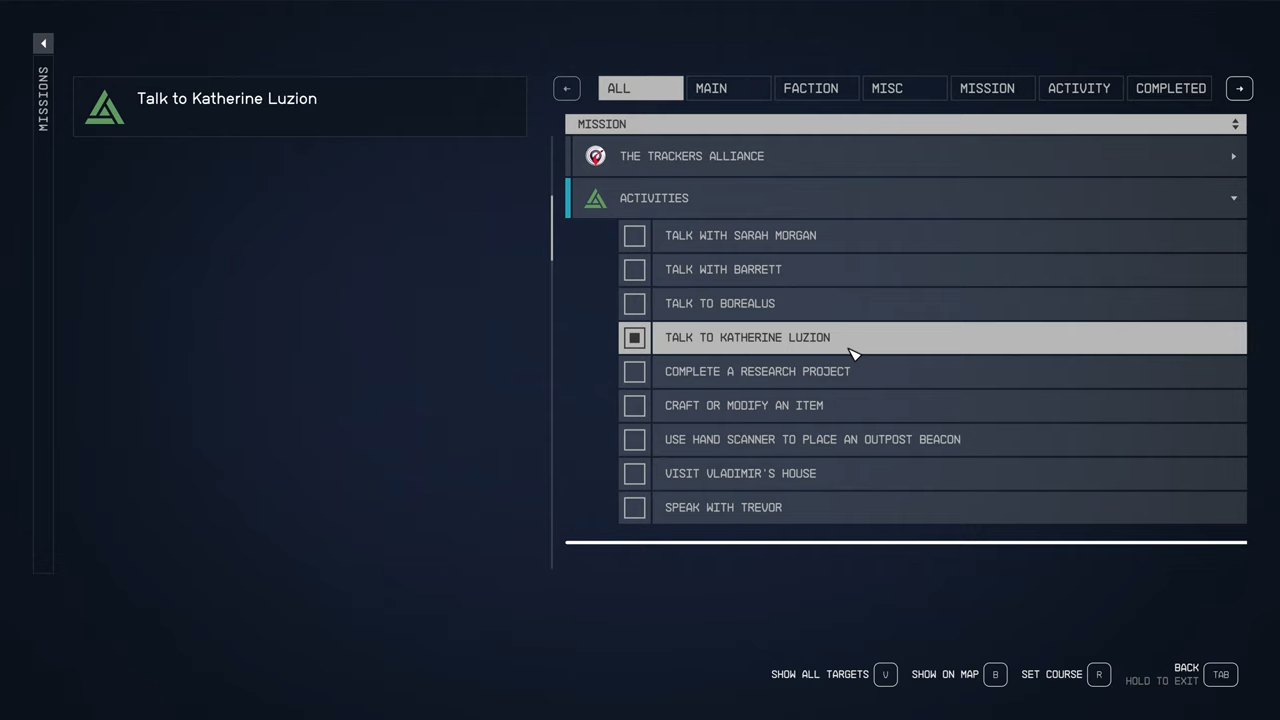 MISSIONS
Talk to Katherine Luzion
ALL MAIN FACTION MISC MISSION ACTIVITY COMPLETED
MISSION
THE TRACKERS ALLIANCE
ACTIVITIES
TALK WITH SARAH MORGAN
TALK WITH BARRETT
TALK TO BOREALUS
TALK TO KATHERINE LUZION
COMPLETE A RESEARCH PROJECT
CRAFT OR MODIFY AN ITEM
USE HAND SCANNER TO PLACE AN OUTPOST BEACON
VISIT VLADIMIR'S HOUSE
SPEAK WITH TREVOR
SHOW ALL TARGETS V SHOW ON MAP B SET COURSE R BACK TAB
HOLD TO EXIT